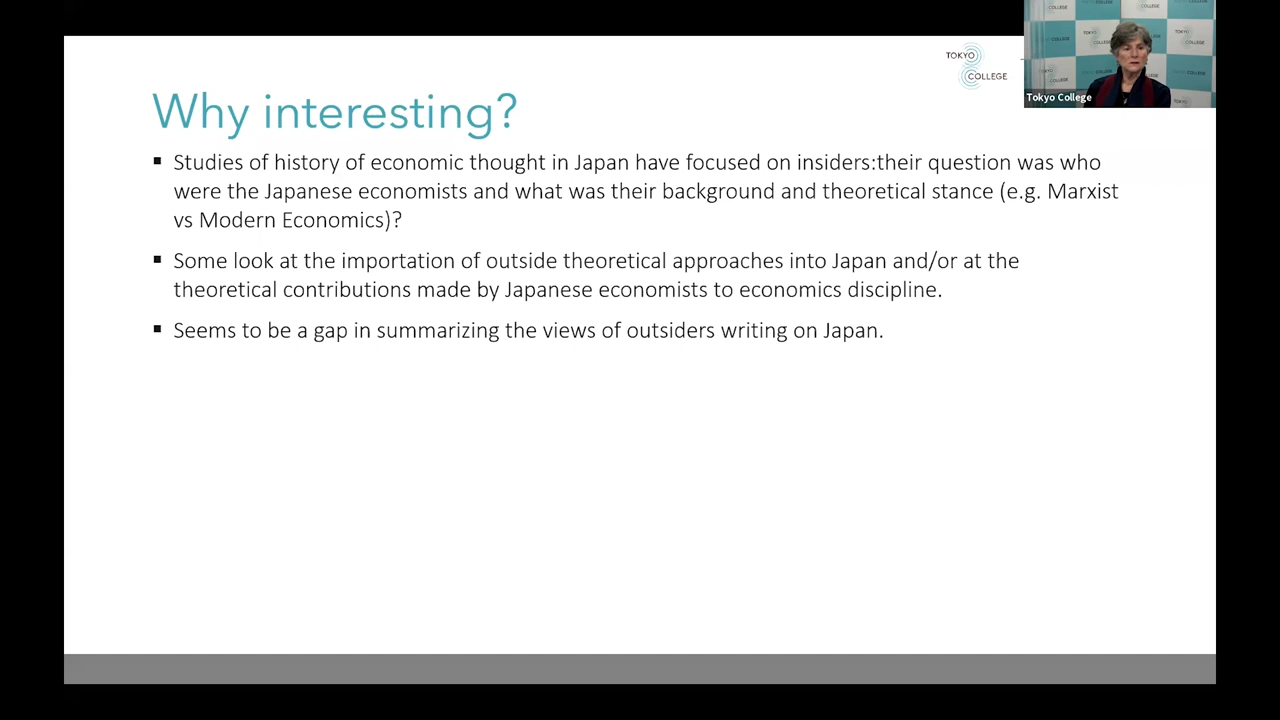 TOKYO
COLLEGE
Tokyo College
Why interesting?
▪ Studies of history of economic thought in Japan have focused on insiders:their question was who
were the Japanese economists and what was their background and theoretical stance (e.g. Marxist
vs Modern Economics)?
▪ Some look at the importation of outside theoretical approaches into Japan and/or at the
theoretical contributions made by Japanese economists to economics discipline.
▪ Seems to be a gap in summarizing the views of outsiders writing on Japan.